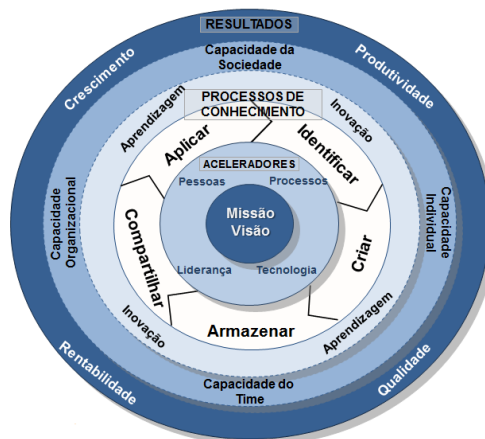 RESULTADOS
Crescimento
Produtividade
Capacidade da
Sociedade
Aprendizagem
Inovação
PROCESSOS DE
CONHECIMENTO
Aplicar
Identificar
ACELERADORES
Pessoas
Processos
Capacidade
Organizacional
Missão
Visão
Capacidade
Individual
Compartilhar
Criar
Liderança
Tecnologia
Armazenar
Inovação
Aprendizagem
Rentabilidade
Qualidade
Capacidade do
Time